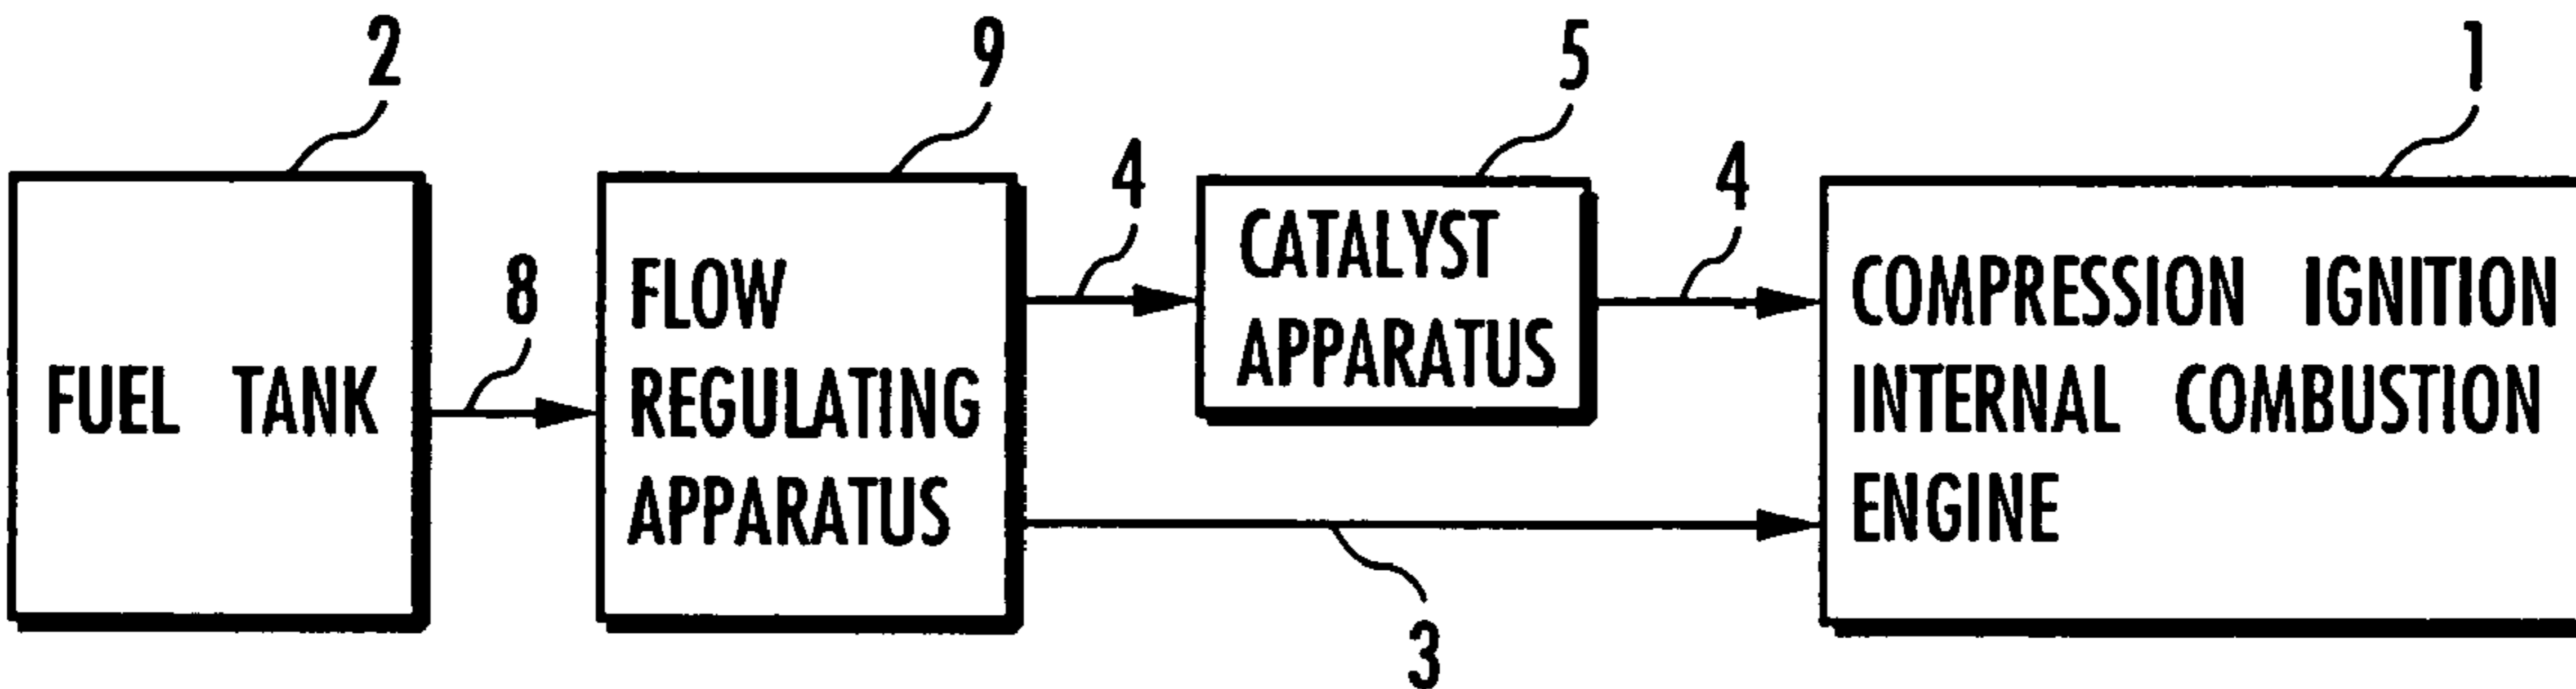 2
9
5
1
4
4
8
3
FUEL TANK
FLOW
REGULATING
APPARATUS
CATALYST
APPARATUS
COMPRESSION IGNITION
INTERNAL COMBUSTION
ENGINE